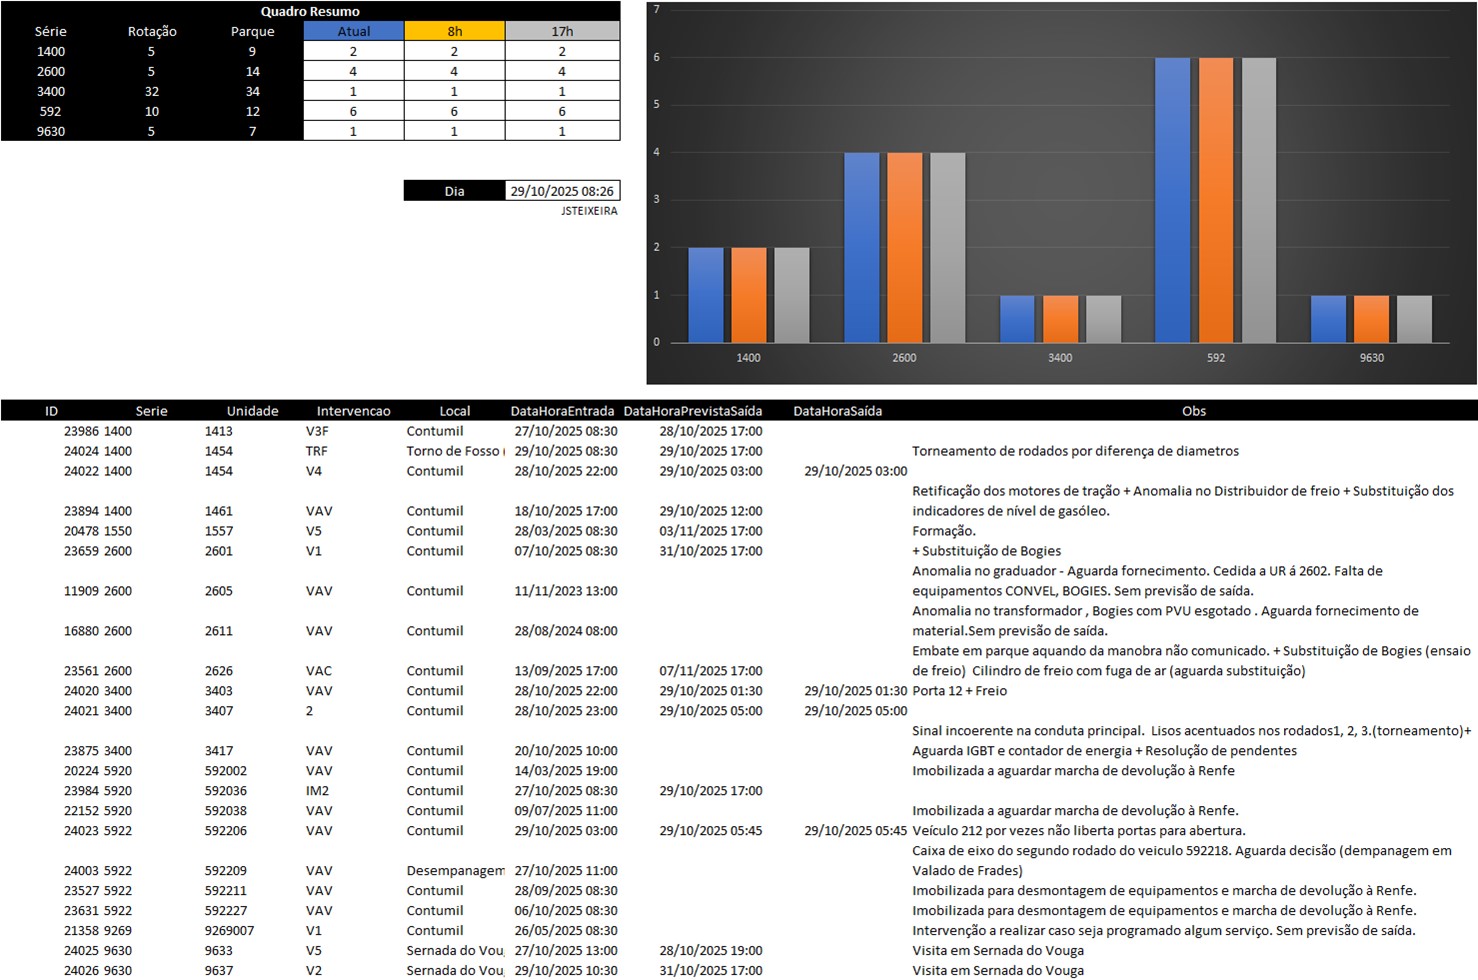 Quadro Resumo
Série Rotação Parque Atual 8h 17h
1400 5 9 2 2 2
2600 5 14 4 4 4
3400 32 34 1 1 1
592 10 12 6 6 6
9630 5 7 1 1 1
Dia 29/10/2025 08:26
JSTEIXEIRA
7
6
5
4
3
2
1
0
1400 2600 3400 592 9630
ID Serie Unidade Intervencao Local DataHoraEntrada DataHoraPrevistaSaída DataHoraSaída Obs
23986 1400 1413 V3F Contumil 27/10/2025 08:30 28/10/2025 17:00
24024 1400 1454 TRF Torno de Fosso ( 29/10/2025 08:30 29/10/2025 17:00 Torneamento de rodados por diferença de diametros
24022 1400 1454 V4 Contumil 28/10/2025 22:00 29/10/2025 03:00 29/10/2025 03:00
Retificação dos motores de tração + Anomalia no Distribuidor de freio + Substituição dos
23894 1400 1461 VAV Contumil 18/10/2025 17:00 29/10/2025 12:00 indicadores de nível de gasóleo.
20478 1550 1557 V5 Contumil 28/03/2025 08:30 03/11/2025 17:00 Formação.
23659 2600 2601 V1 Contumil 07/10/2025 08:30 31/10/2025 17:00 + Substituição de Bogies
Anomalia no graduador - Aguarda fornecimento. Cedida a UR á 2602. Falta de
11909 2600 2605 VAV Contumil 11/11/2023 13:00 equipamentos CONVEL, BOGIES. Sem previsão de saída.
Anomalia no transformador , Bogies com PVU esgotado . Aguarda fornecimento de
16880 2600 2611 VAV Contumil 28/08/2024 08:00 material.Sem previsão de saída.
Embate em parque aquando da manobra não comunicado. + Substituição de Bogies (ensaio
23561 2600 2626 VAC Contumil 13/09/2025 17:00 07/11/2025 17:00 de freio)  Cilindro de freio com fuga de ar (aguarda substituição)
24020 3400 3403 VAV Contumil 28/10/2025 22:00 29/10/2025 01:30 29/10/2025 01:30 Porta 12 + Freio
24021 3400 3407 2 Contumil 28/10/2025 23:00 29/10/2025 05:00 29/10/2025 05:00
Sinal incoerente na conduta principal.  Lisos acentuados nos rodados1, 2, 3.(torneamento)+
23875 3400 3417 VAV Contumil 20/10/2025 10:00 Aguarda IGBT e contador de energia + Resolução de pendentes
20224 5920 592002 VAV Contumil 14/03/2025 19:00 Imobilizada a aguardar marcha de devolução à Renfe
23984 5920 592036 IM2 Contumil 27/10/2025 08:30 29/10/2025 17:00
22152 5920 592038 VAV Contumil 09/07/2025 11:00 Imobilizada a aguardar marcha de devolução à Renfe.
24023 5922 592206 VAV Contumil 29/10/2025 03:00 29/10/2025 05:45 29/10/2025 05:45 Veículo 212 por vezes não liberta portas para abertura.
Caixa de eixo do segundo rodado do veiculo 592218. Aguarda decisão (dempanagem em
24003 5922 592209 VAV Desempanagem 27/10/2025 11:00 Valado de Frades)
23527 5922 592211 VAV Contumil 28/09/2025 08:30 Imobilizada para desmontagem de equipamentos e marcha de devolução à Renfe.
23631 5922 592227 VAV Contumil 06/10/2025 08:30 Imobilizada para desmontagem de equipamentos e marcha de devolução à Renfe.
21358 9269 9269007 V1 Contumil 26/05/2025 08:30 Intervenção a realizar caso seja programado algum serviço. Sem previsão de saída.
24025 9630 9633 V5 Sernada do Vou 27/10/2025 13:00 28/10/2025 19:00 Visita em Sernada do Vouga
24026 9630 9637 V2 Sernada do Vou 29/10/2025 10:30 31/10/2025 17:00 Visita em Sernada do Vouga